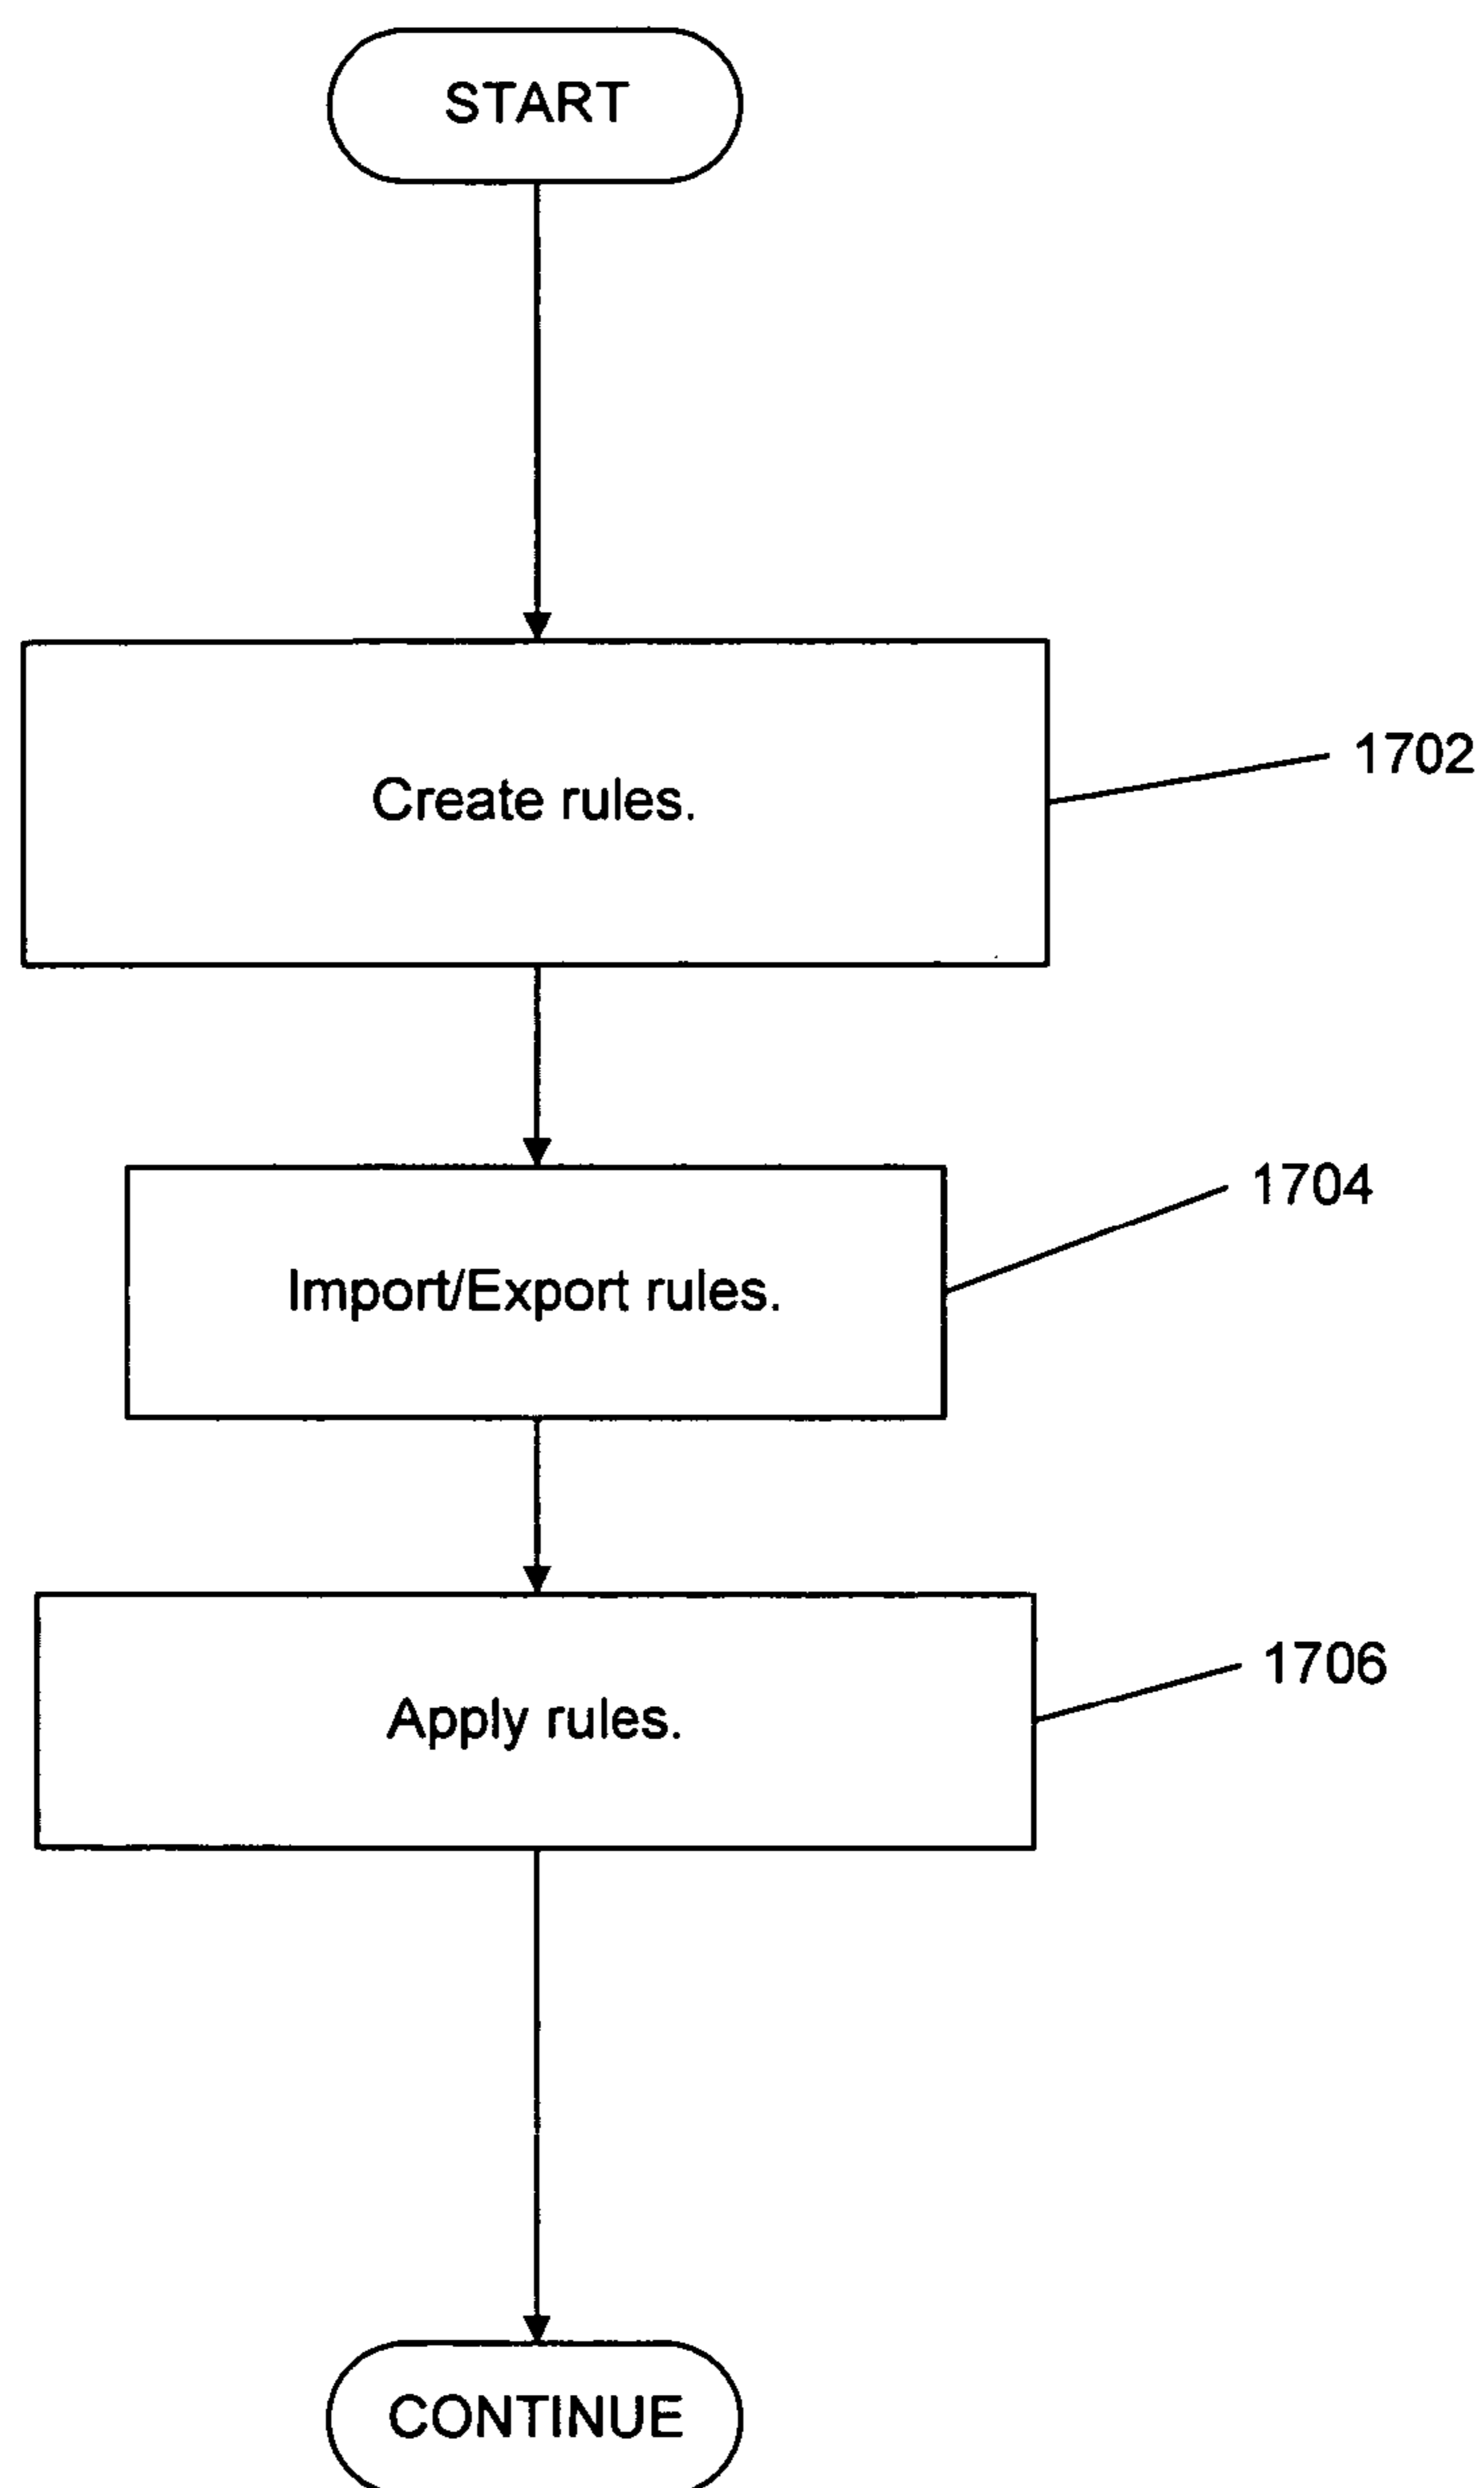 START
Create rules.
1702
Import/Export rules.
1704
Apply rules.
1706
CONTINUE